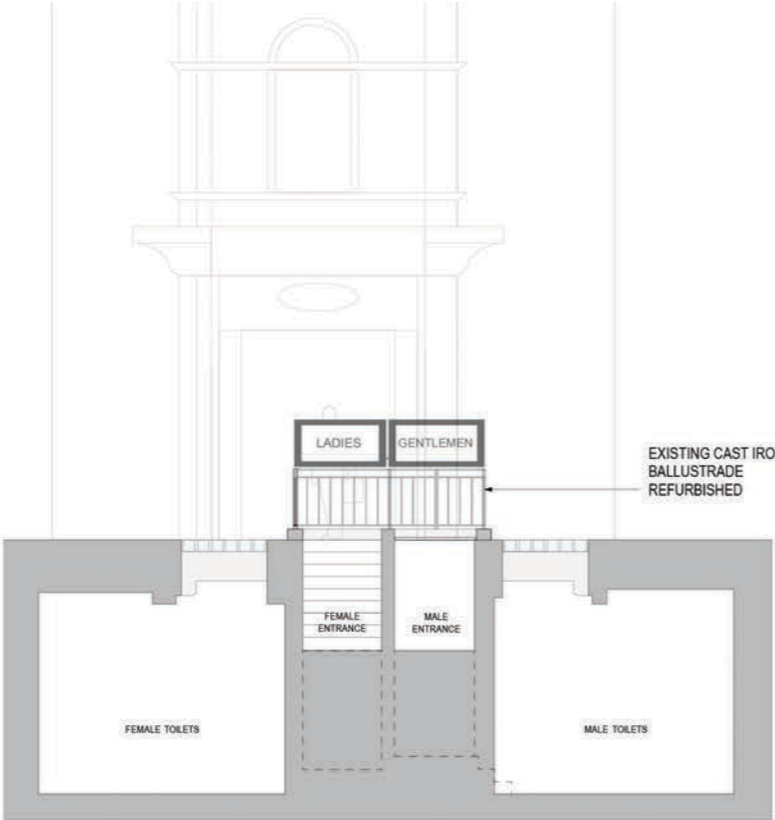 LADIES
GENTLEMEN
EXISTING CAST IRO
BALLUSTRADE
REFURBISHED
FEMALE
ENTRANCE
MALE
ENTRANCE
FEMALE TOILETS
MALE TOILETS